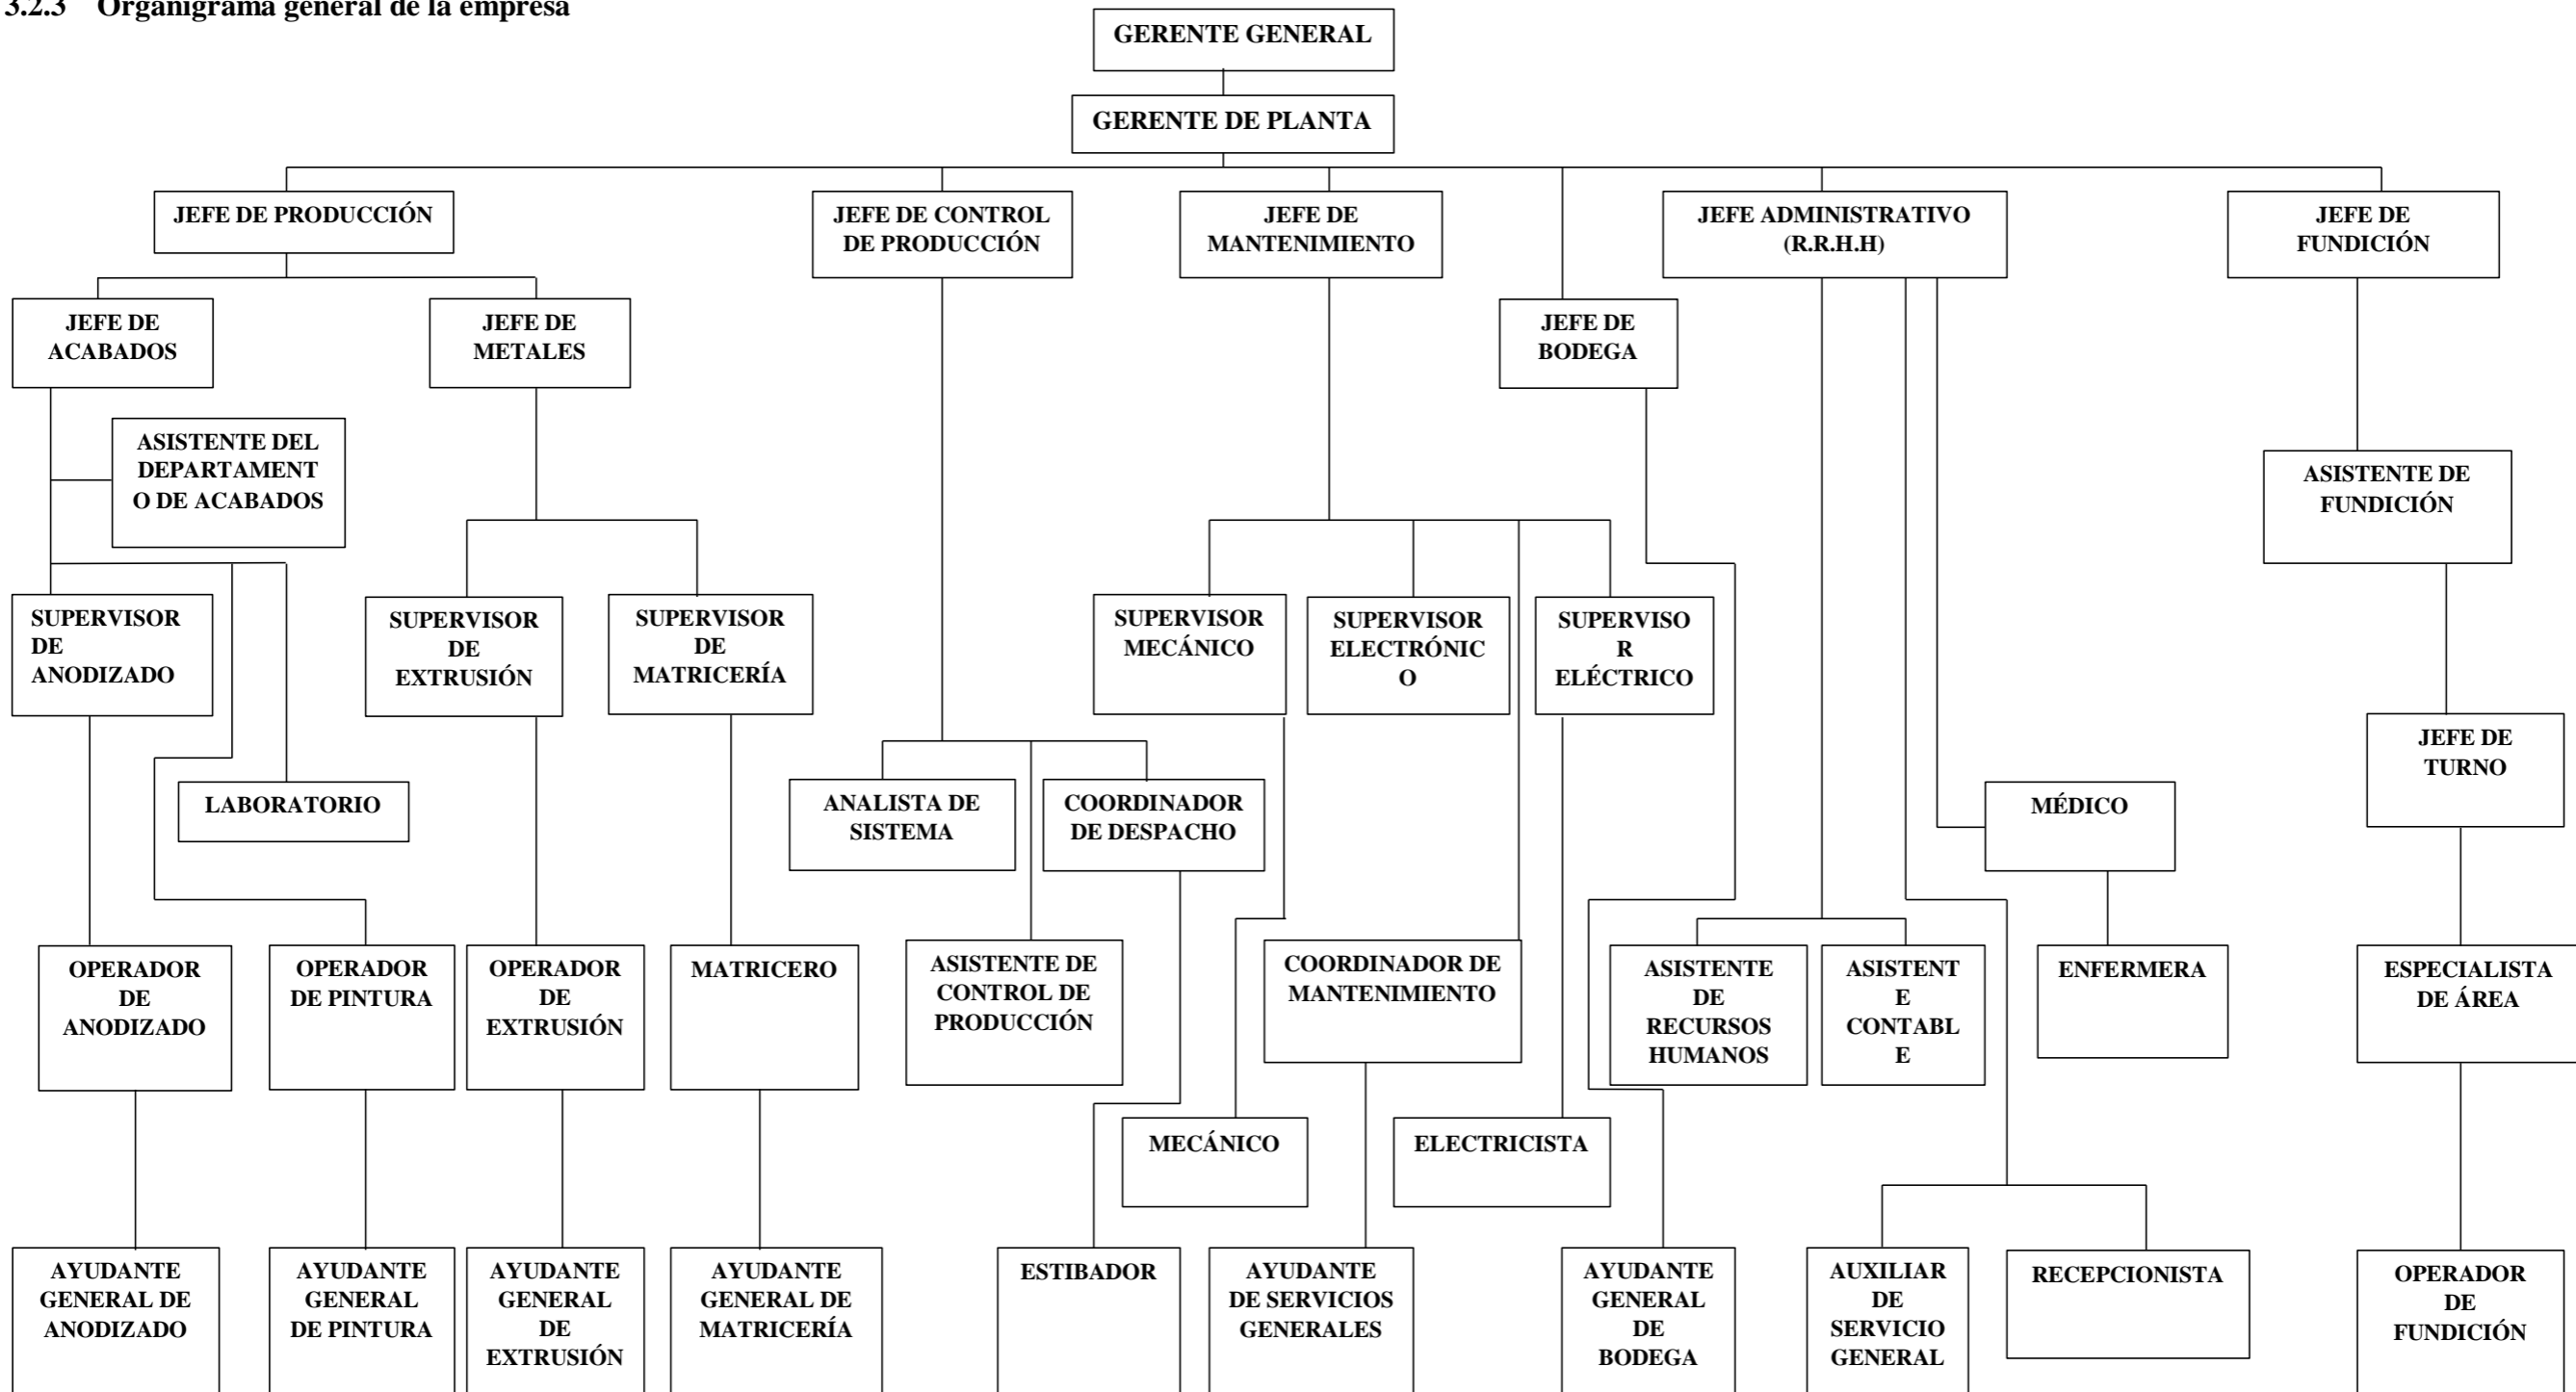 3.2.3 Organigrama general de la empresa
GERENTE GENERAL
GERENTE DE PLANTA
JEFE DE PRODUCCIÓN
JEFE DE CONTROL
DE PRODUCCIÓN
JEFE DE
MANTENIMIENTO
JEFE ADMINISTRATIVO
(R.R.H.H)
JEFE DE
FUNDICIÓN
JEFE DE
ACABADOS
JEFE DE
METALES
JEFE DE
BODEGA
ASISTENTE DEL
DEPARTAMENT
O DE ACABADOS
ASISTENTE DE
FUNDICIÓN
SUPERVISOR
DE
ANODIZADO
SUPERVISOR
DE
EXTRUSIÓN
SUPERVISOR
DE
MATRICERÍA
SUPERVISOR
MECÁNICO
SUPERVISOR
ELECTRÓNIC
O
SUPERVISO
R
ELÉCTRICO
JEFE DE
TURNO
LABORATORIO
ANALISTA DE
SISTEMA
COORDINADOR
DE DESPACHO
MÉDICO
OPERADOR
DE
ANODIZADO
OPERADOR
DE PINTURA
OPERADOR
DE
EXTRUSIÓN
MATRICERO
ASISTENTE DE
CONTROL DE
PRODUCCIÓN
COORDINADOR DE
MANTENIMIENTO
ASISTENTE
DE
RECURSOS
HUMANOS
ASISTENT
E
CONTABL
E
ENFERMERA
ESPECIALISTA
DE ÁREA
MECÁNICO
ELECTRICISTA
AYUDANTE
GENERAL DE
ANODIZADO
AYUDANTE
GENERAL
DE PINTURA
AYUDANTE
GENERAL
DE
EXTRUSIÓN
AYUDANTE
GENERAL DE
MATRICERÍA
ESTIBADOR
AYUDANTE
DE SERVICIOS
GENERALES
AYUDANTE
GENERAL
DE
BODEGA
AUXILIAR
DE
SERVICIO
GENERAL
RECEPCIONISTA
OPERADOR
DE
FUNDICIÓN